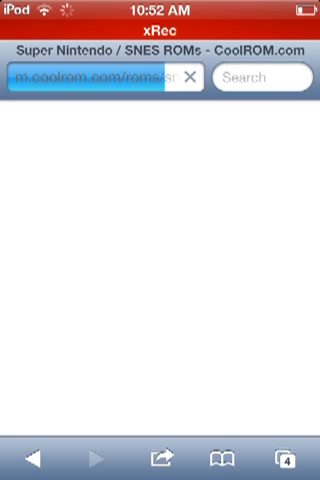 iPod 10:52 AM
xRec
Super Nintendo / SNES ROMs - CoolROM.com
m.coolrom.com/roms/sn Search
4